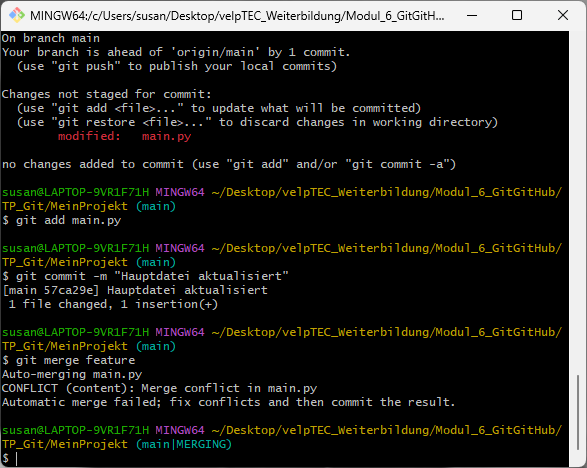 MINGW64:/c/Users/susan/Desktop/velpTEC_Weiterbildung/Modul_6_GitGitH...
On branch main
Your branch is ahead of 'origin/main' by 1 commit.
  (use "git push" to publish your local commits)

Changes not staged for commit:
  (use "git add <file>..." to update what will be committed)
  (use "git restore <file>..." to discard changes in working directory)
        modified:   main.py

no changes added to commit (use "git add" and/or "git commit -a")

susan@LAPTOP-9VR1F71H MINGW64 ~/Desktop/velpTEC_Weiterbildung/Modul_6_GitGitHub/
TP_Git/MeinProjekt (main)
$ git add main.py

susan@LAPTOP-9VR1F71H MINGW64 ~/Desktop/velpTEC_Weiterbildung/Modul_6_GitGitHub/
TP_Git/MeinProjekt (main)
$ git commit -m "Hauptdatei aktualisiert"
[main 57ca29e] Hauptdatei aktualisiert
 1 file changed, 1 insertion(+)

susan@LAPTOP-9VR1F71H MINGW64 ~/Desktop/velpTEC_Weiterbildung/Modul_6_GitGitHub/
TP_Git/MeinProjekt (main)
$ git merge feature
Auto-merging main.py
CONFLICT (content): Merge conflict in main.py
Automatic merge failed; fix conflicts and then commit the result.

susan@LAPTOP-9VR1F71H MINGW64 ~/Desktop/velpTEC_Weiterbildung/Modul_6_GitGitHub/
TP_Git/MeinProjekt (main|MERGING)
$